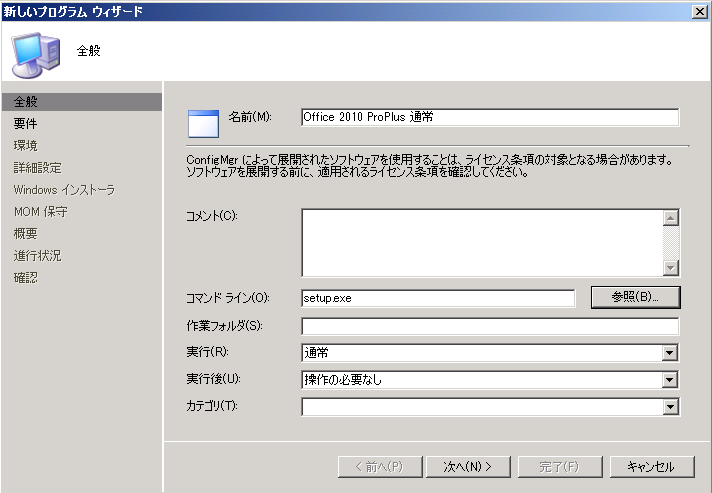 新しいプログラム ウィザード
全般
全般
要件
環境
詳細設定
Windows インストーラ
MOM 保守
概要
進行状況
確認
名前(M):
Office 2010 ProPlus 通常
ConfigMgr によって展開されたソフトウェアを使用することは、ライセンス条項の対象となる場合があります。
ソフトウェアを展開する前に、適用されるライセンス条項を確認してください。
コメント(C):
コマンド ライン(O):
setup.exe
参照(B)...
作業フォルダ(S):
実行(R):
通常
実行後(U):
操作の必要なし
カテゴリ(T):
< 前へ(P)
次へ(N) >
完了(F)
キャンセル